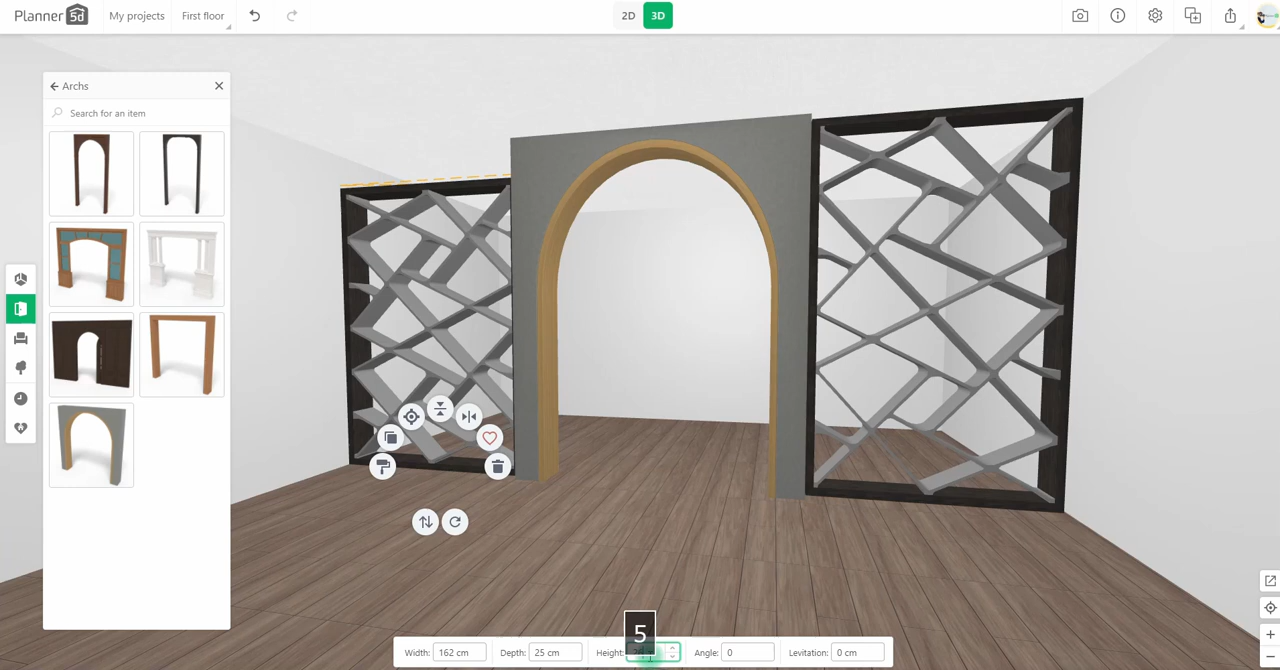 Planner 5d
My projects
First floor
2D
3D
Archs
Search for an item
5
Width: 162 cm
Depth: 25 cm
Height:
Angle: 0
Levitation: 0 cm